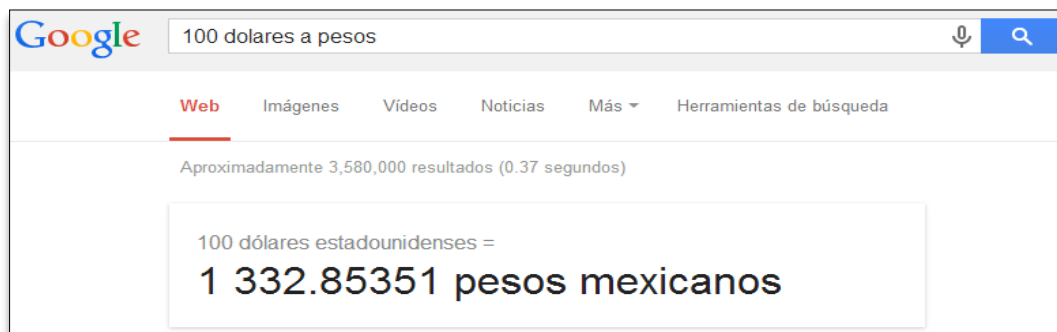 Google 100 dolares a pesos
Web Imágenes Vídeos Noticias Más Herramientas de búsqueda
Aproximadamente 3,580,000 resultados (0.37 segundos)
100 dólares estadounidenses =
1 332.85351 pesos mexicanos